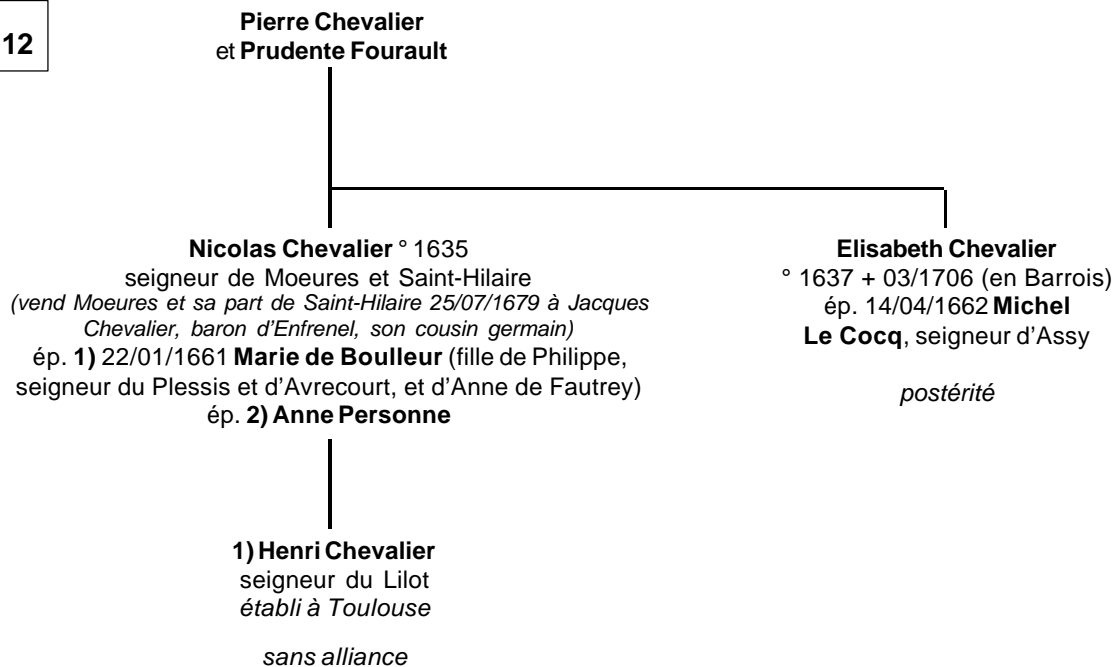 12
Pierre Chevalier
et Prudente Fourault
Nicolas Chevalier ° 1635
seigneur de Moeures et Saint-Hilaire
(vend Moeures et sa part de Saint-Hilaire 25/07/1679 à Jacques
Chevalier, baron d'Enfrenel, son cousin germain)
ép. 1) 22/01/1661 Marie de Boulleur (fille de Philippe,
seigneur du Plessis et d'Avrecourt, et d'Anne de Fautrey)
ép. 2) Anne Personne
Elisabeth Chevalier
° 1637 + 03/1706 (en Barrois)
ép. 14/04/1662 Michel
Le Cocq, seigneur d'Assy
postérité
1) Henri Chevalier
seigneur du Lilot
établi à Toulouse
sans alliance